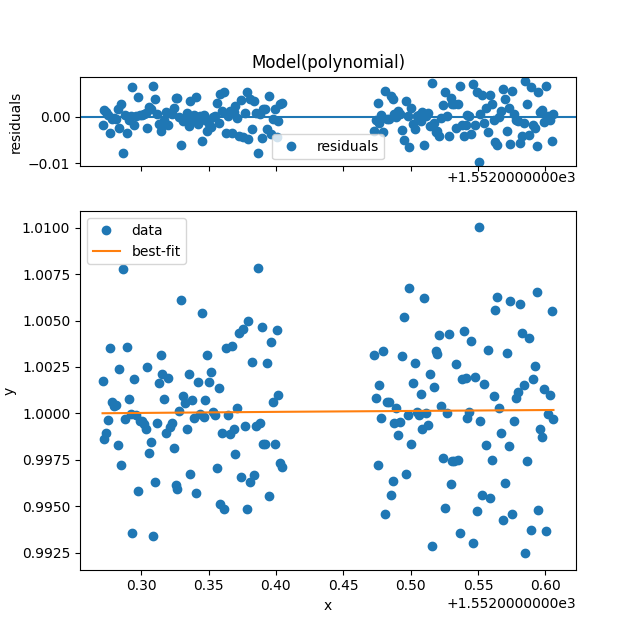 Model(polynomial)
residuals
0.00
−0.01
residuals
+1.5520000000e3
1.0100
1.0075
1.0050
1.0025
1.0000
0.9975
0.9950
0.9925
y
data
best-fit
0.30 0.35 0.40 0.45 0.50 0.55 0.60
x
+1.5520000000e3